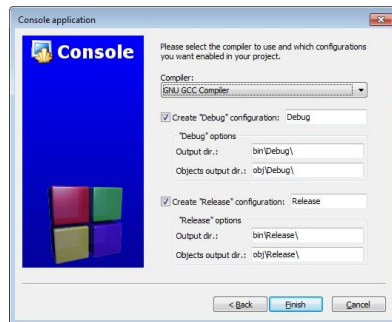 Console application
Console
Please select the compiler to use and which configurations
you want enabled in your project.
Compiler:
GNU GCC Compiler
Create "Debug" configuration: Debug
"Debug" options
Output dir.: bin\Debug\
Objects output dir.: obj\Debug\
Create "Release" configuration: Release
"Release" options
Output dir.: bin\Release\
Objects output dir.: obj\Release\
< Back Finish Cancel